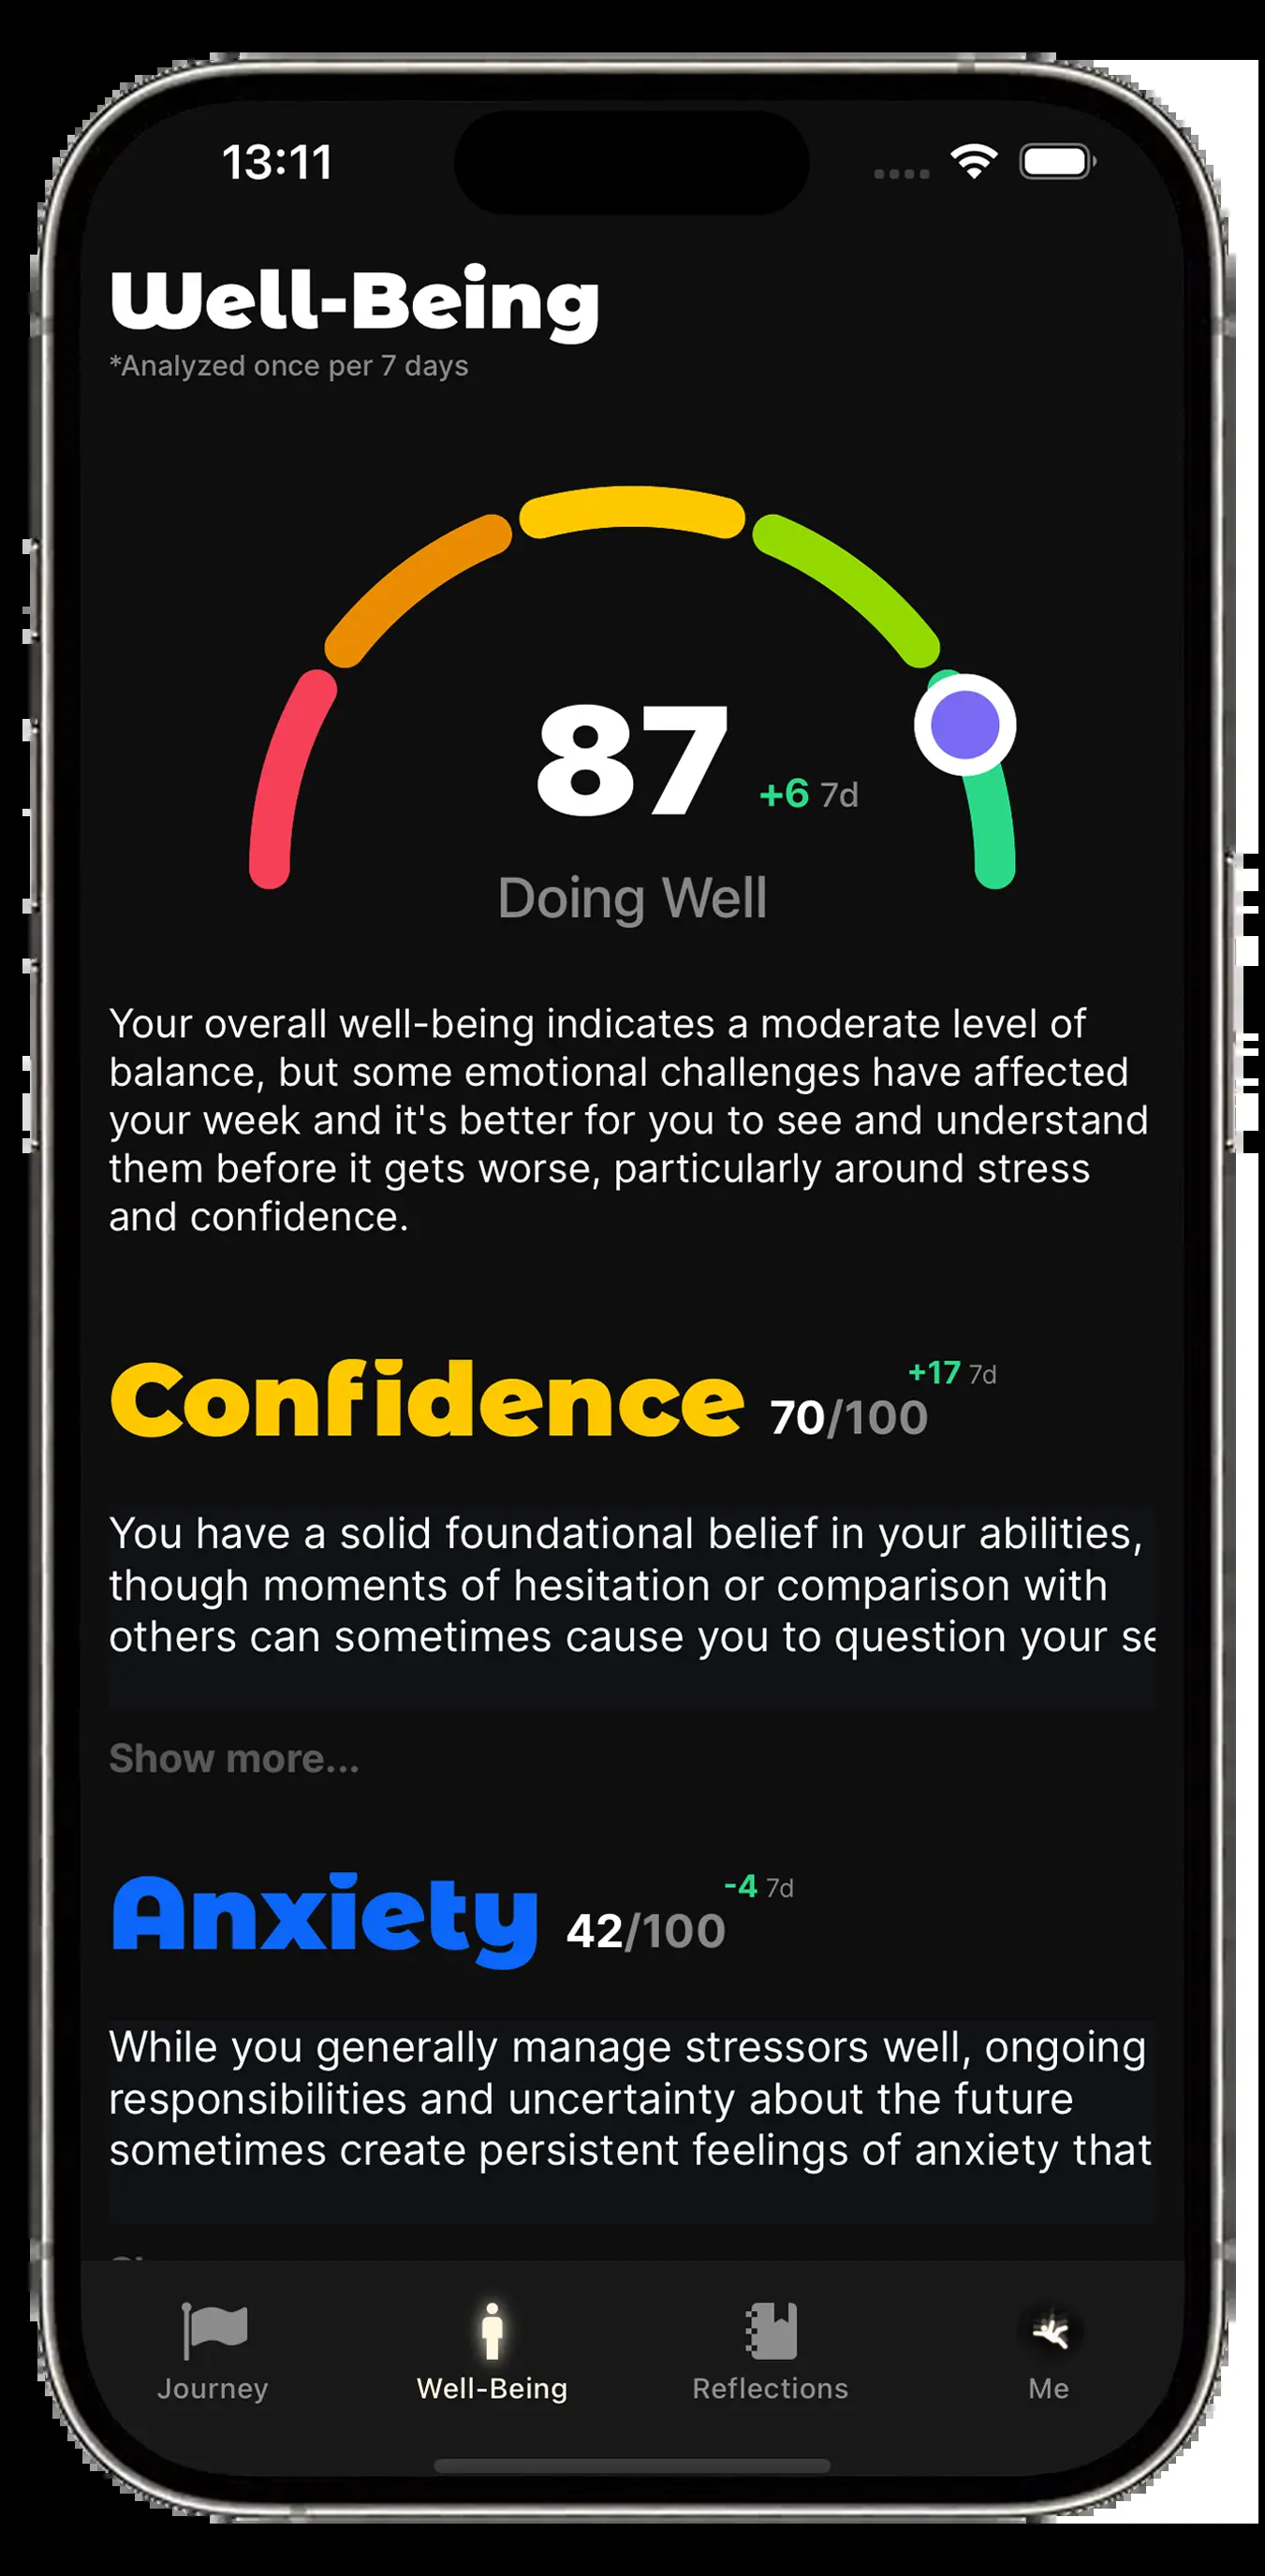 13:11
Well-Being
*Analyzed once per 7 days
87 +6 7d
Doing Well
Your overall well-being indicates a moderate level of
balance, but some emotional challenges have affected
your week and it's better for you to see and understand
them before it gets worse, particularly around stress
and confidence.
Confidence 70/100 +17 7d
You have a solid foundational belief in your abilities,
though moments of hesitation or comparison with
others can sometimes cause you to question your se
Show more...
Anxiety 42/100 -4 7d
While you generally manage stressors well, ongoing
responsibilities and uncertainty about the future
sometimes create persistent feelings of anxiety that
Journey
Well-Being
Reflections
Me